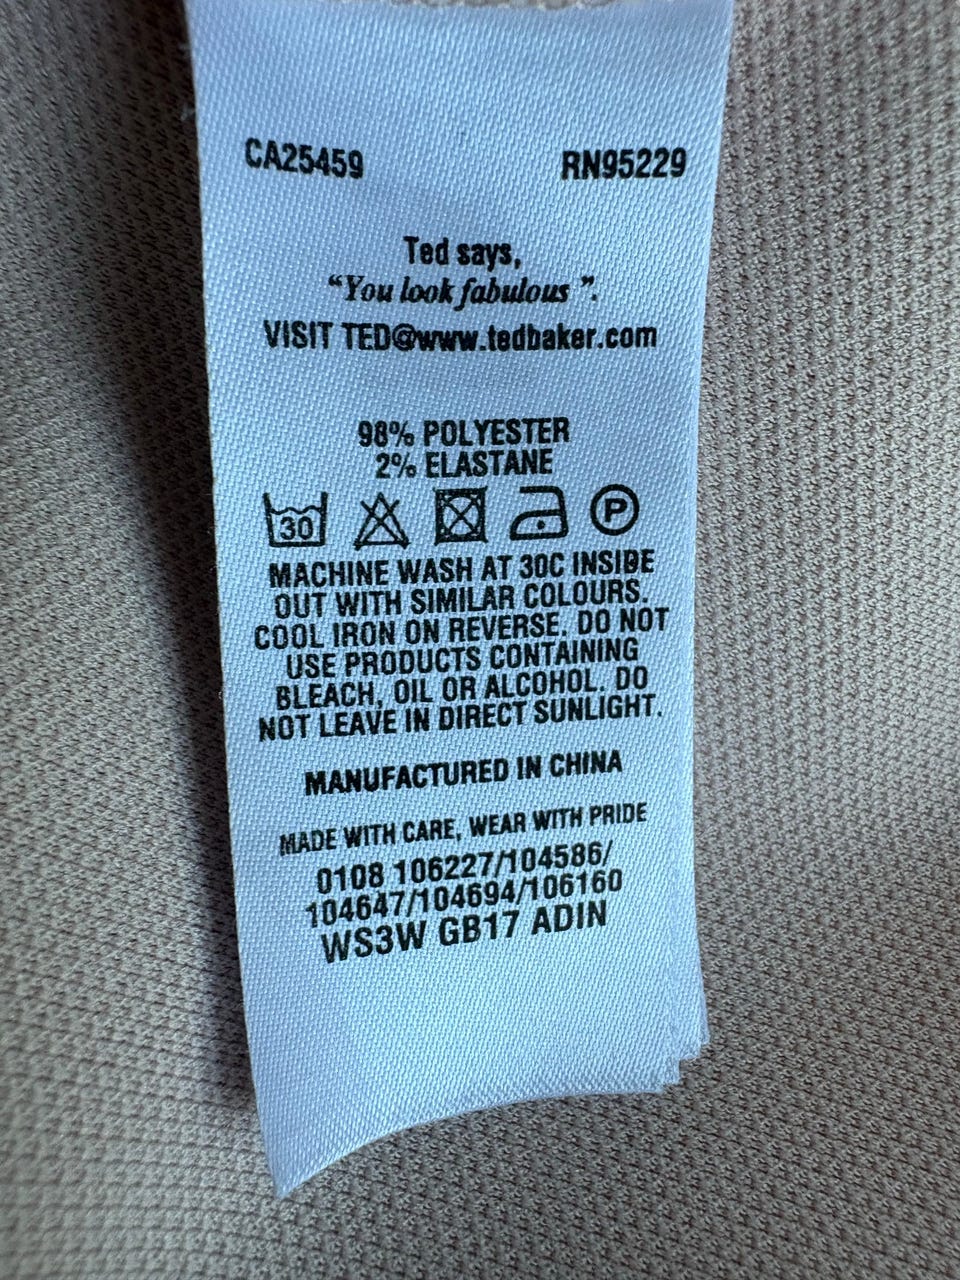 CA25459 RN95229
Ted says,
“You look fabulous ”.
VISIT TED@www.tedbaker.com
98% POLYESTER
2% ELASTANE
30 P
MACHINE WASH AT 30C INSIDE
OUT WITH SIMILAR COLOURS.
COOL IRON ON REVERSE. DO NOT
USE PRODUCTS CONTAINING
BLEACH, OIL OR ALCOHOL. DO
NOT LEAVE IN DIRECT SUNLIGHT.
MANUFACTURED IN CHINA
MADE WITH CARE, WEAR WITH PRIDE
0108 106227/104586/
104647/104694/106160
WS3W GB17 ADIN